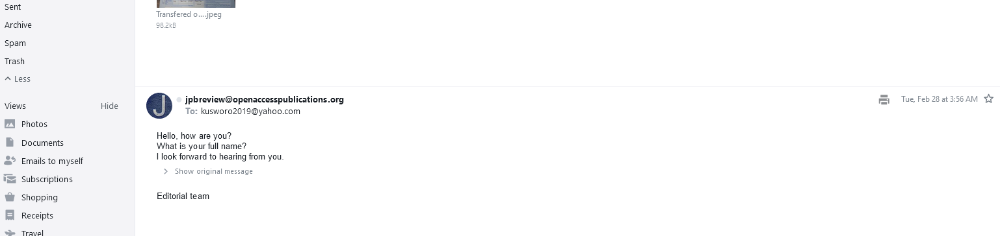 Sent
Archive
Spam
Trash
Less
Views Hide
Photos
Documents
Emails to myself
Subscriptions
Shopping
Receipts
Travel
Transfered o....jpeg
98.2kB
J
jpbreview@openaccesspublications.org
Tue, Feb 28 at 3:56 AM
To: kusworo2019@yahoo.com
Hello, how are you?
What is your full name?
I look forward to hearing from you.
Show original message
Editorial team